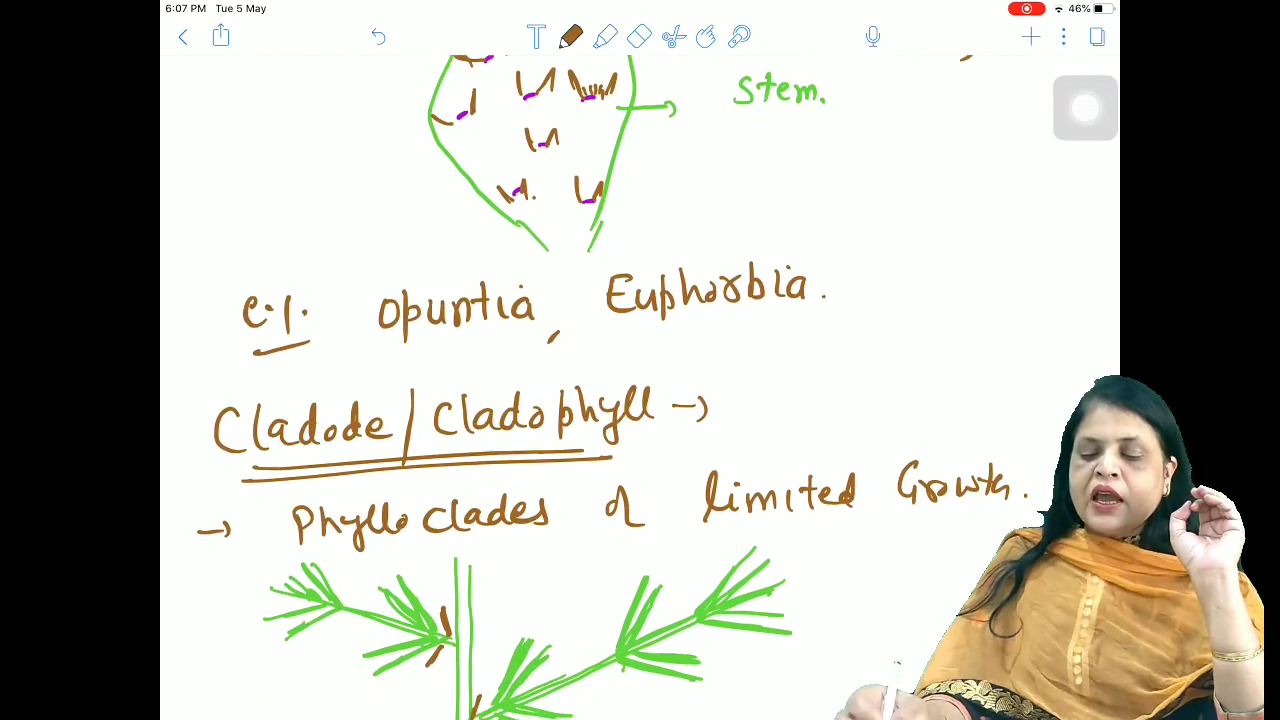 6:07 PM Tue 5 May
46%
Stem.
e.g. Opuntia, Euphorbia.
Cladode/Cladophyll →
→ Phylloclades of limited Growth.